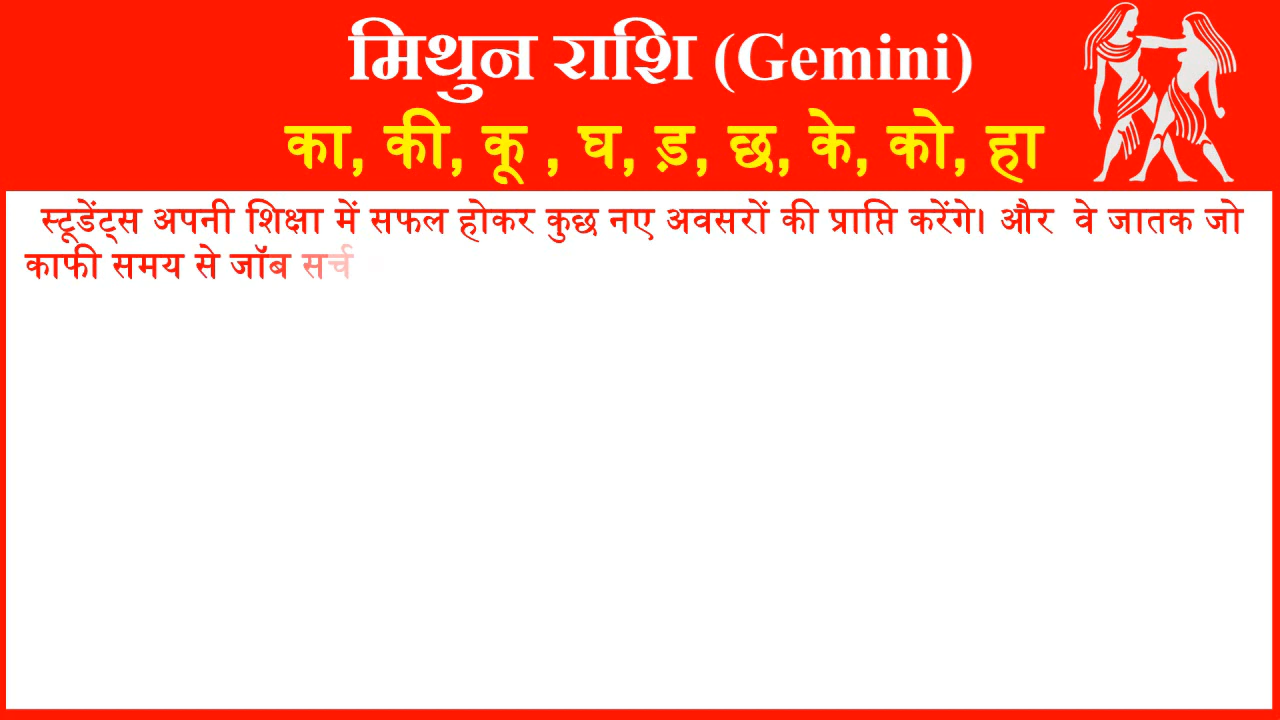 मिथुन राशि (Gemini)
का, की, कू , घ, ड़, छ, के, को, हा
स्टूडेंट्स अपनी शिक्षा में सफल होकर कुछ नए अवसरों की प्राप्ति करेंगे। और वे जातक जो
काफी समय से जॉब सर्च